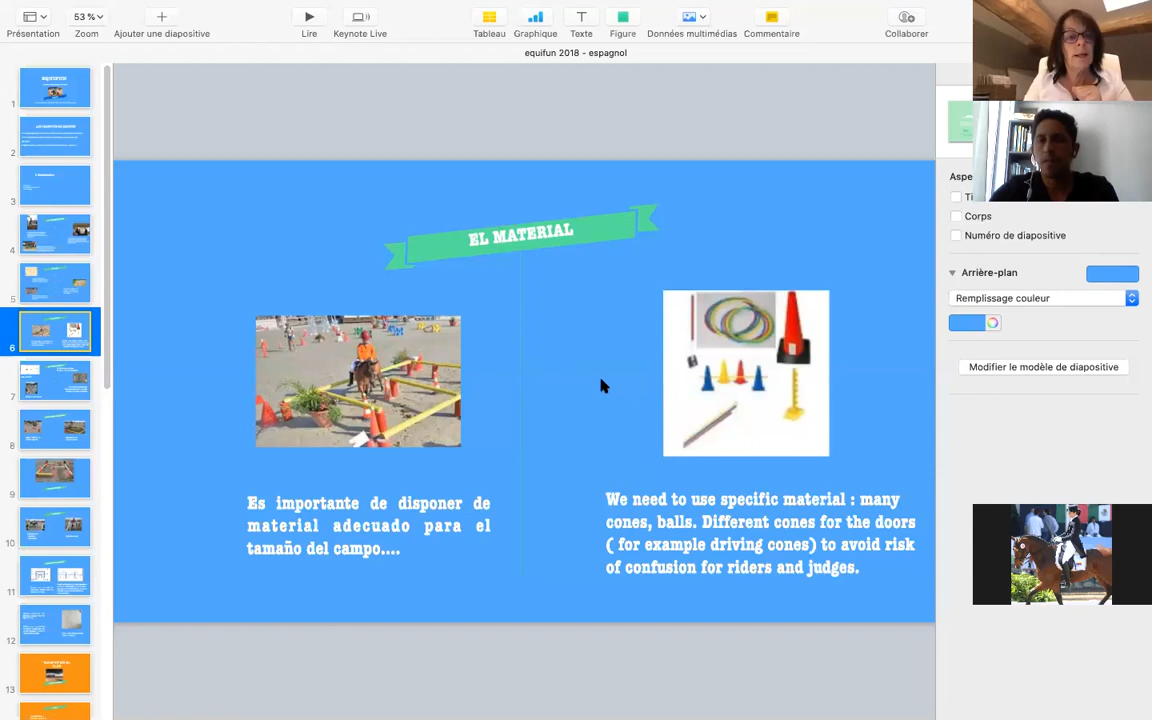 53 %
Présentation
Zoom
Ajouter une diapositive
Lire
Keynote Live
Tableau
Graphique
Texte
Figure
Données multimédias
Commentaire
Collaborer
equifun 2018 - espagnol
1
2
3
4
5
6
7
8
9
10
11
12
13
EL MATERIAL
Es importante de disponer de
material adecuado para el
tamaño del campo....
We need to use specific material : many
cones, balls. Different cones for the doors
( for example driving cones) to avoid risk
of confusion for riders and judges.
Corps
Numéro de diapositive
Arrière-plan
Remplissage couleur
Modifier le modèle de diapositive